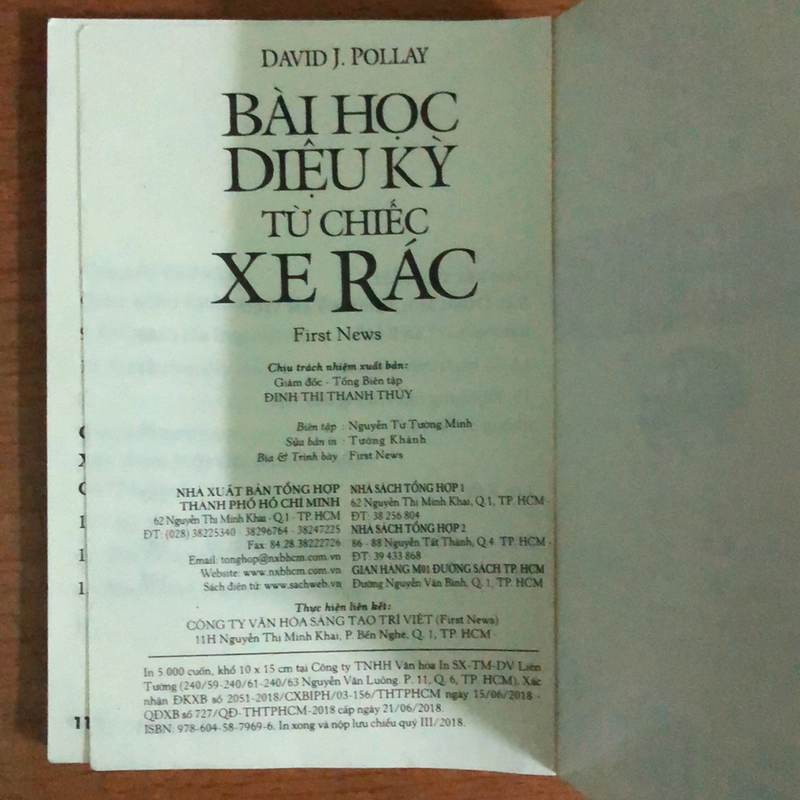 DAVID J. POLLAY
BÀI HỌC
DIỆU KỲ
TỪ CHIẾC
XE RÁC
First News
Chịu trách nhiệm xuất bản:
Giám đốc - Tổng Biên tập
ĐINH THỊ THANH THỦY
Biên tập : Nguyễn Tư Tường Minh
Sửa bản in : Tường Khánh
Bìa & Trình bày : First News
NHÀ XUẤT BẢN TỔNG HỢP
THÀNH PHỐ HỒ CHÍ MINH
62 Nguyễn Thị Minh Khai - Q.1 - TP. HCM
ĐT: (028) 38225340 - 38296764 - 38247225
Fax: 84.28.38222726
Email: tonghop@nxbhcm.com.vn
Website: www.nxbhcm.com.vn
Sách điện tử: www.sachweb.vn
NHÀ SÁCH TỔNG HỢP 1
62 Nguyễn Thị Minh Khai, Q.1, TP. HCM
ĐT: 38 256 804
NHÀ SÁCH TỔNG HỢP 2
86 - 88 Nguyễn Tất Thành, Q.4. TP. HCM
ĐT: 39 433 868
GIAN HÀNG M01 ĐƯỜNG SÁCH TP. HCM
Đường Nguyễn Văn Bình, Q. 1, TP. HCM
Thực hiện liên kết:
CÔNG TY VĂN HÓA SÁNG TẠO TRÍ VIỆT (First News)
11H Nguyễn Thị Minh Khai, P. Bến Nghé, Q. 1, TP. HCM
In 5 000 cuốn, khổ 10 x 15 cm tại Công ty TNHH Văn hóa In SX-TM-DV Liên
Tường (240/59-240/61-240/63 Nguyễn Văn Luông, P. 11, Q. 6, TP. HCM). Xác
nhận ĐKXB số 2051-2018/CXBIPH/03-156/THTPHCM ngày 15/06/2018 -
QĐXB số 727/QĐ-THTPHCM-2018 cấp ngày 21/06/2018.
ISBN: 978-604-58-7969-6. In xong và nộp lưu chiểu quý III/2018.